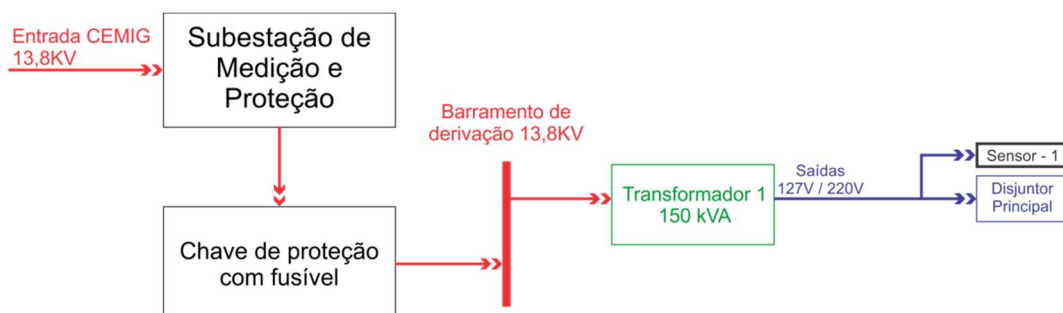 Entrada CEMIG
13,8KV
Subestação de
Medição e
Proteção
Chave de proteção
com fusível
Barramento de
derivação 13,8KV
Transformador 1
150 kVA
Saídas
127V / 220V
Sensor - 1
Disjuntor
Principal